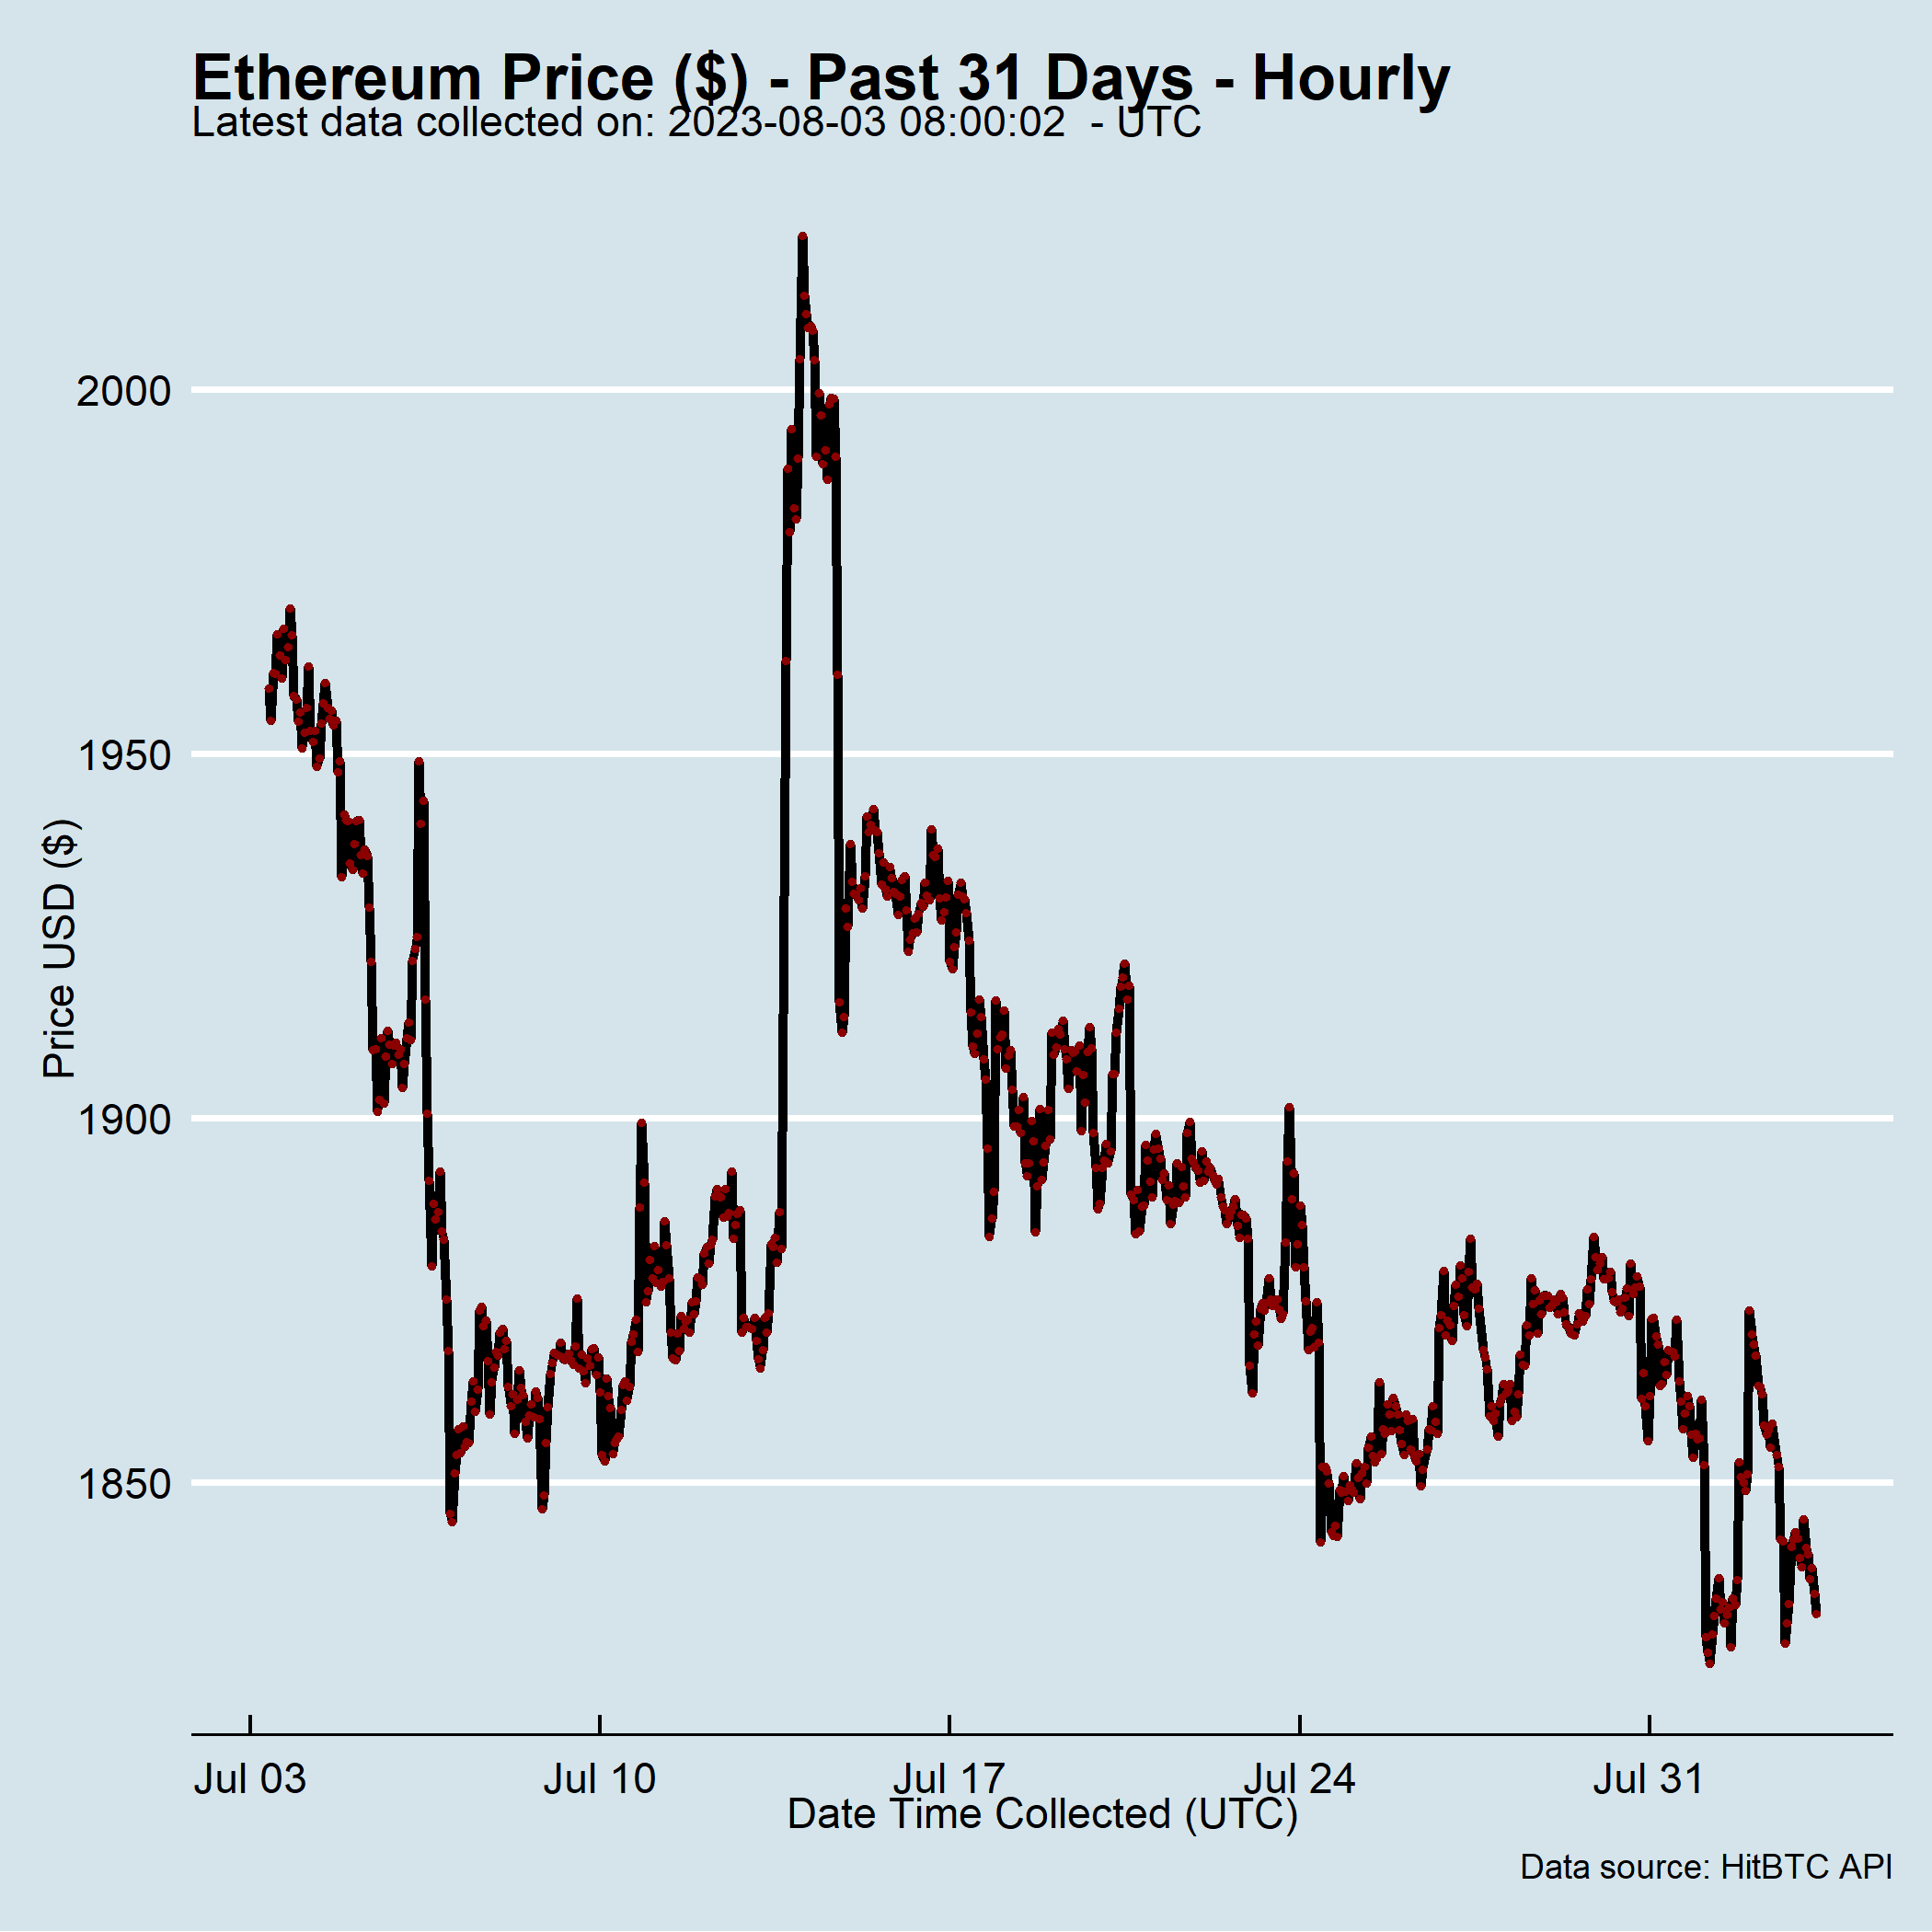 Ethereum Price ($) - Past 31 Days - Hourly
Latest data collected on: 2023-08-03 08:00:02  - UTC
2000
1950
1900
1850
Price USD ($)
Jul 03
Jul 10
Jul 17
Jul 24
Jul 31
Date Time Collected (UTC)
Data source: HitBTC API